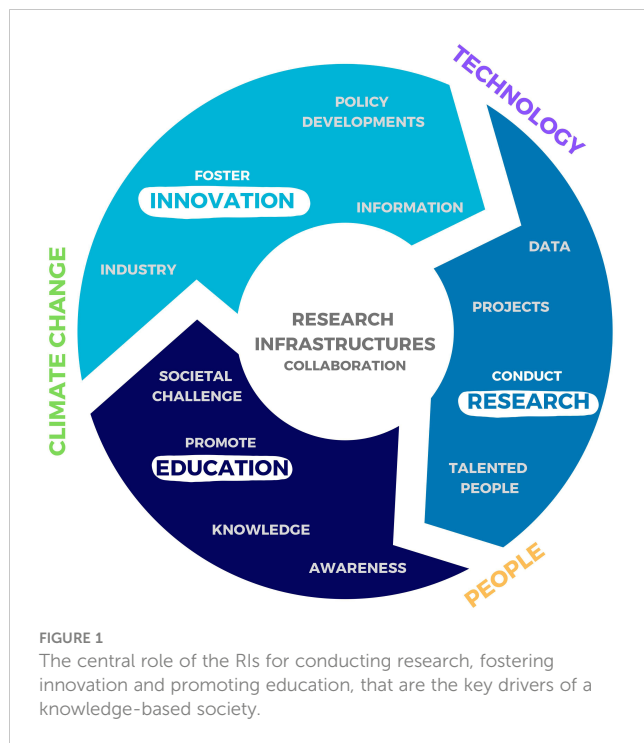 TECHNOLOGY
POLICY
DEVELOPMENTS
FOSTER
INNOVATION
INFORMATION
INDUSTRY
CLIMATE CHANGE
DATA
PROJECTS
CONDUCT
RESEARCH
TALENTED
PEOPLE
RESEARCH
INFRASTRUCTURES
COLLABORATION
SOCIETAL
CHALLENGE
PROMOTE
EDUCATION
KNOWLEDGE
AWARENESS
PEOPLE
FIGURE 1
The central role of the RIs for conducting research, fostering
innovation and promoting education, that are the key drivers of a
knowledge-based society.